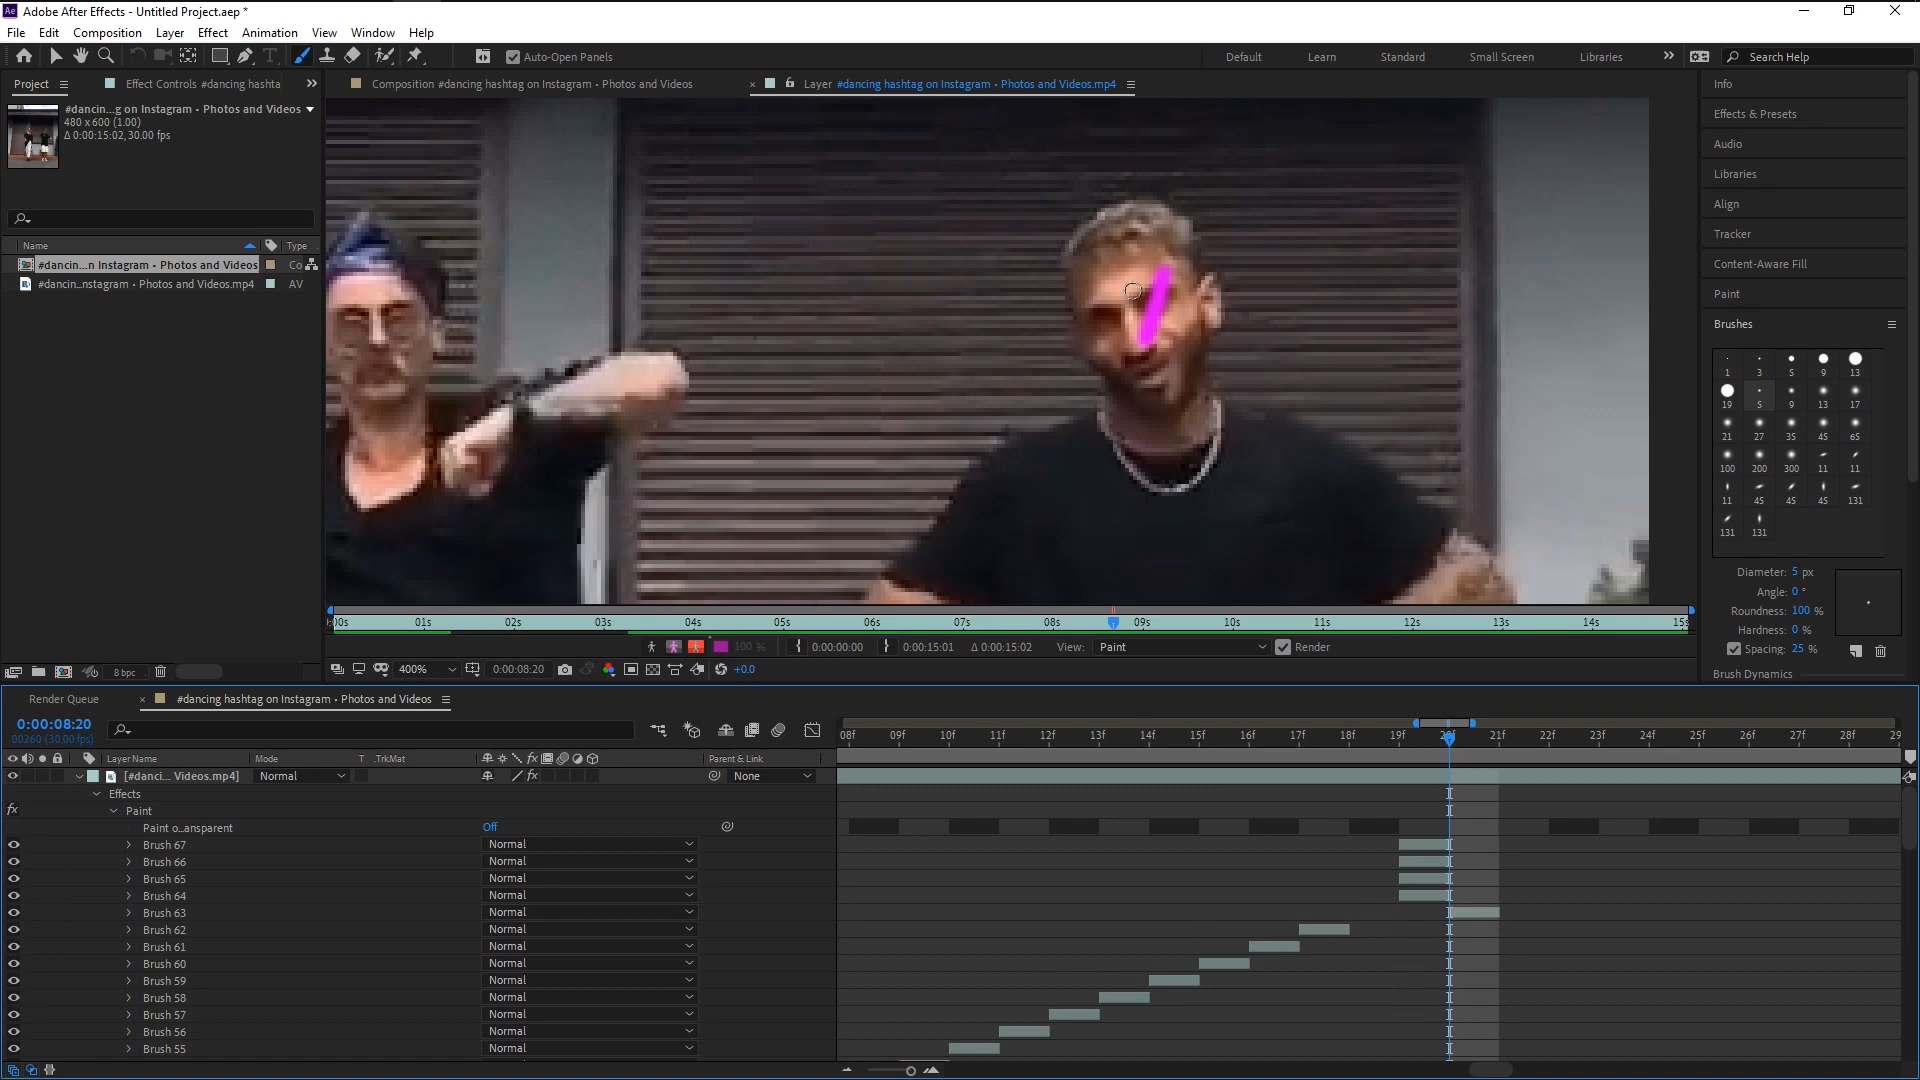 Adobe After Effects - Untitled Project.aep *
File Edit Composition Layer Effect Animation View Window Help
Auto-Open Panels
Default Learn Standard Small Screen Libraries Search Help
Project Effect Controls #dancing hashta
Composition #dancing hashtag on Instagram • Photos and Videos
Layer #dancing hashtag on Instagram • Photos and Videos.mp4
#dancin...g on Instagram • Photos and Videos
480 x 600 (1.00)
Δ 0:00:15:02, 30.00 fps
Name Type
#dancin...n Instagram • Photos and Videos Co
#dancin...nstagram • Photos and Videos.mp4 AV
8 bpc
Info
Effects & Presets
Audio
Libraries
Align
Tracker
Content-Aware Fill
Paint
Brushes
1 3 5 9 13
19 5 9 13 17
21 27 35 45 65
100 200 300 11 11
11 45 45 45 131
131 131
Diameter: 5 px
Angle: 0 °
Roundness: 100 %
Hardness: 0 %
Spacing: 25 %
Brush Dynamics
:00s 01s 02s 03s 04s 05s 06s 07s 08s 09s 10s 11s 12s 13s 14s 15s
100 % 0:00:00:00 0:00:15:01 Δ 0:00:15:02 View: Paint Render
400% 0:00:08:20 +0.0
Render Queue #dancing hashtag on Instagram • Photos and Videos
0:00:08:20
00260 (30.00 fps)
08f 09f 10f 11f 12f 13f 14f 15f 16f 17f 18f 19f 20f 21f 22f 23f 24f 25f 26f 27f 28f 29
Layer Name Mode T .TrkMat Parent & Link
[#danci... Videos.mp4] Normal None
Effects
fx Paint
Paint o...ansparent Off
Brush 67 Normal
Brush 66 Normal
Brush 65 Normal
Brush 64 Normal
Brush 63 Normal
Brush 62 Normal
Brush 61 Normal
Brush 60 Normal
Brush 59 Normal
Brush 58 Normal
Brush 57 Normal
Brush 56 Normal
Brush 55 Normal